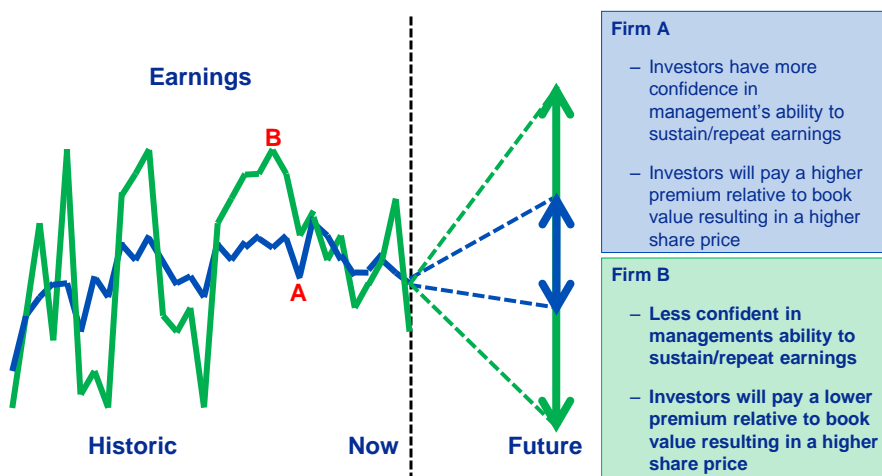 Earnings
B
A
Historic
Now
Future
Firm A
– Investors have more
confidence in
management's ability to
sustain/repeat earnings
– Investors will pay a higher
premium relative to book
value resulting in a higher
share price
Firm B
– Less confident in
managements ability to
sustain/repeat earnings
– Investors will pay a lower
premium relative to book
value resulting in a higher
share price